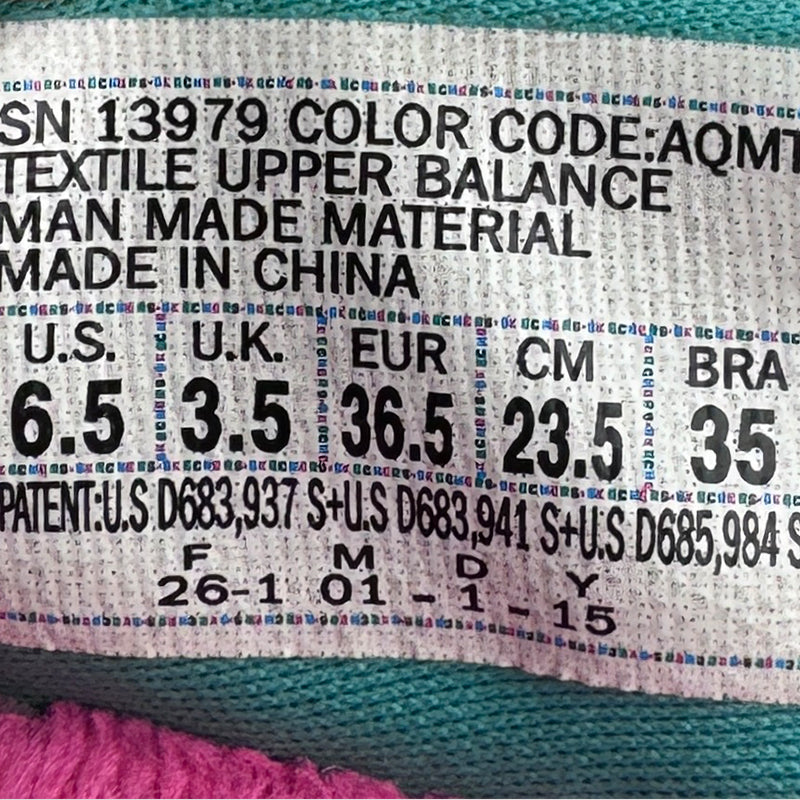 SN 13979 COLOR CODE:AQMT
TEXTILE UPPER BALANCE
MAN MADE MATERIAL
MADE IN CHINA
U.S. U.K. EUR CM BRA
6.5 3.5 36.5 23.5 35
PATENT:U.S D683,937 S+U.S D683,941 S+U.S D685,984 S
F M D Y
26-1 01 - 1 - 15